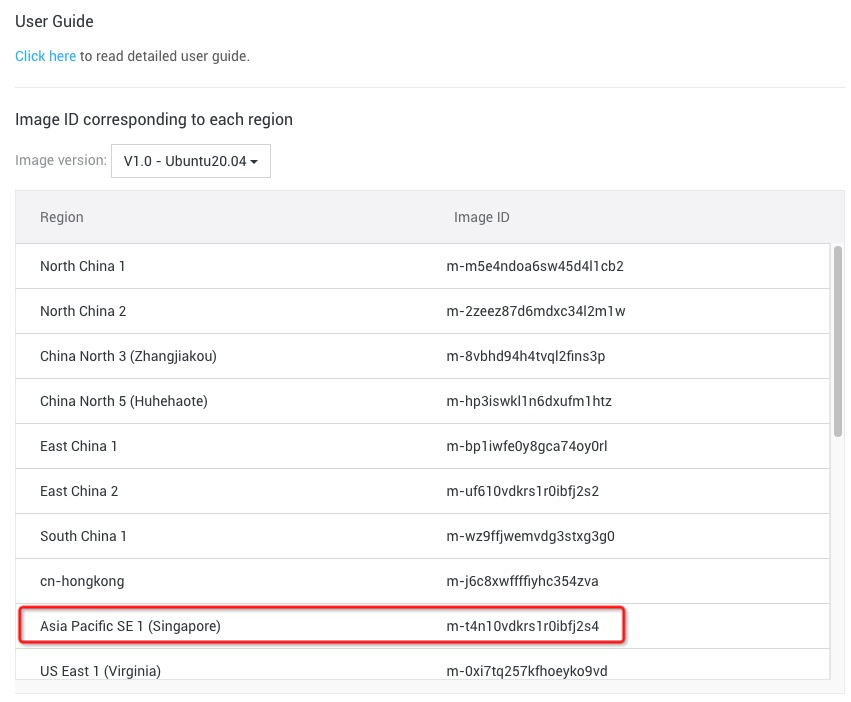 User Guide
Click here to read detailed user guide.
Image ID corresponding to each region
Image version: V1.0 - Ubuntu20.04
Region Image ID
North China 1 m-m5e4ndoa6sw45d4l1cb2
North China 2 m-2zeez87d6mdxc34l2m1w
China North 3 (Zhangjiakou) m-8vbhd94h4tvql2fins3p
China North 5 (Huhehaote) m-hp3iswkl1n6dxufm1htz
East China 1 m-bp1iwfe0y8gca74oy0rl
East China 2 m-uf610vdkrs1r0ibfj2s2
South China 1 m-wz9ffjwemvdg3stxg3g0
cn-hongkong m-j6c8xwffffiyhc354zva
Asia Pacific SE 1 (Singapore) m-t4n10vdkrs1r0ibfj2s4
US East 1 (Virginia) m-0xi7tq257kfhoeyko9vd